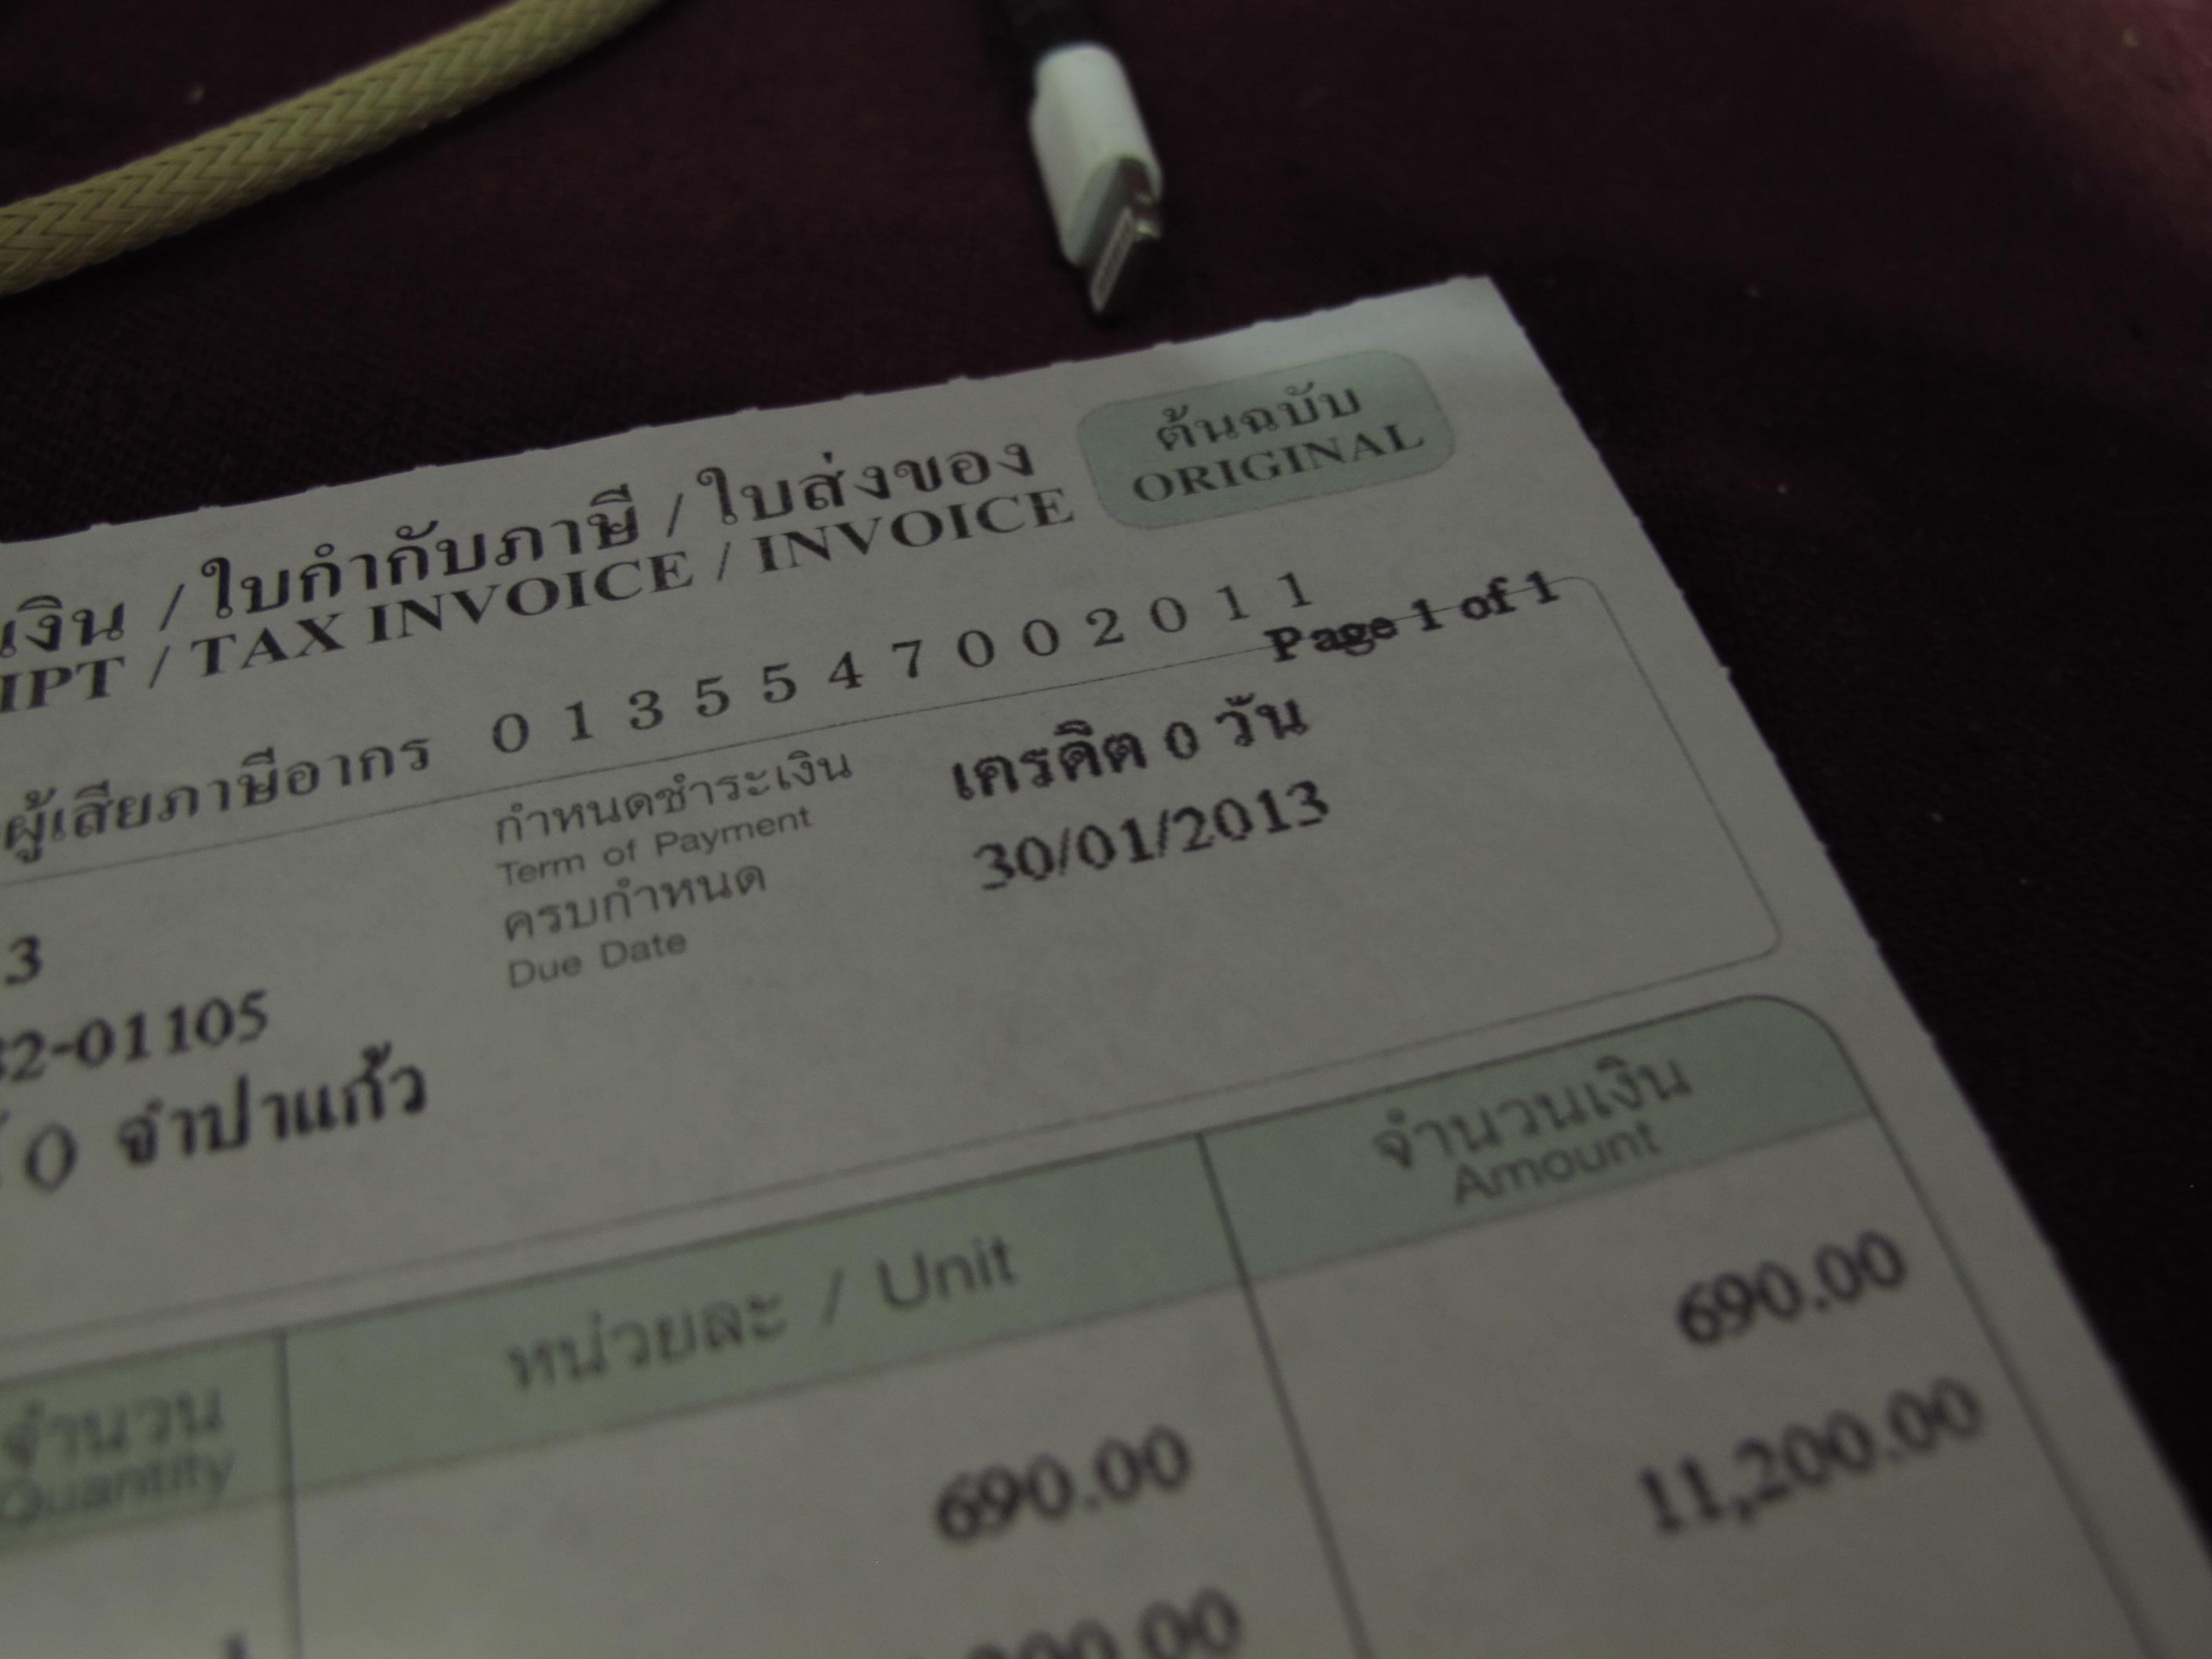 ต้นฉบับ
ORIGINAL
เงิน / ใบกำกับภาษี / ใบส่งของ
IPT / TAX INVOICE / INVOICE
ผู้เสียภาษีอากร 0 1 3 5 5 4 7 0 0 2 0 1 1
Page 1 of 1
กำหนดชำระเงิน เครดิต 0 วัน
Term of Payment
ครบกำหนด 30/01/2013
Due Date
3
2-01105
0 จำปาแก้ว
จำนวน หน่วยละ / Unit จำนวนเงิน
Quantity Amount
690.00 690.00
00.00 11,200.00